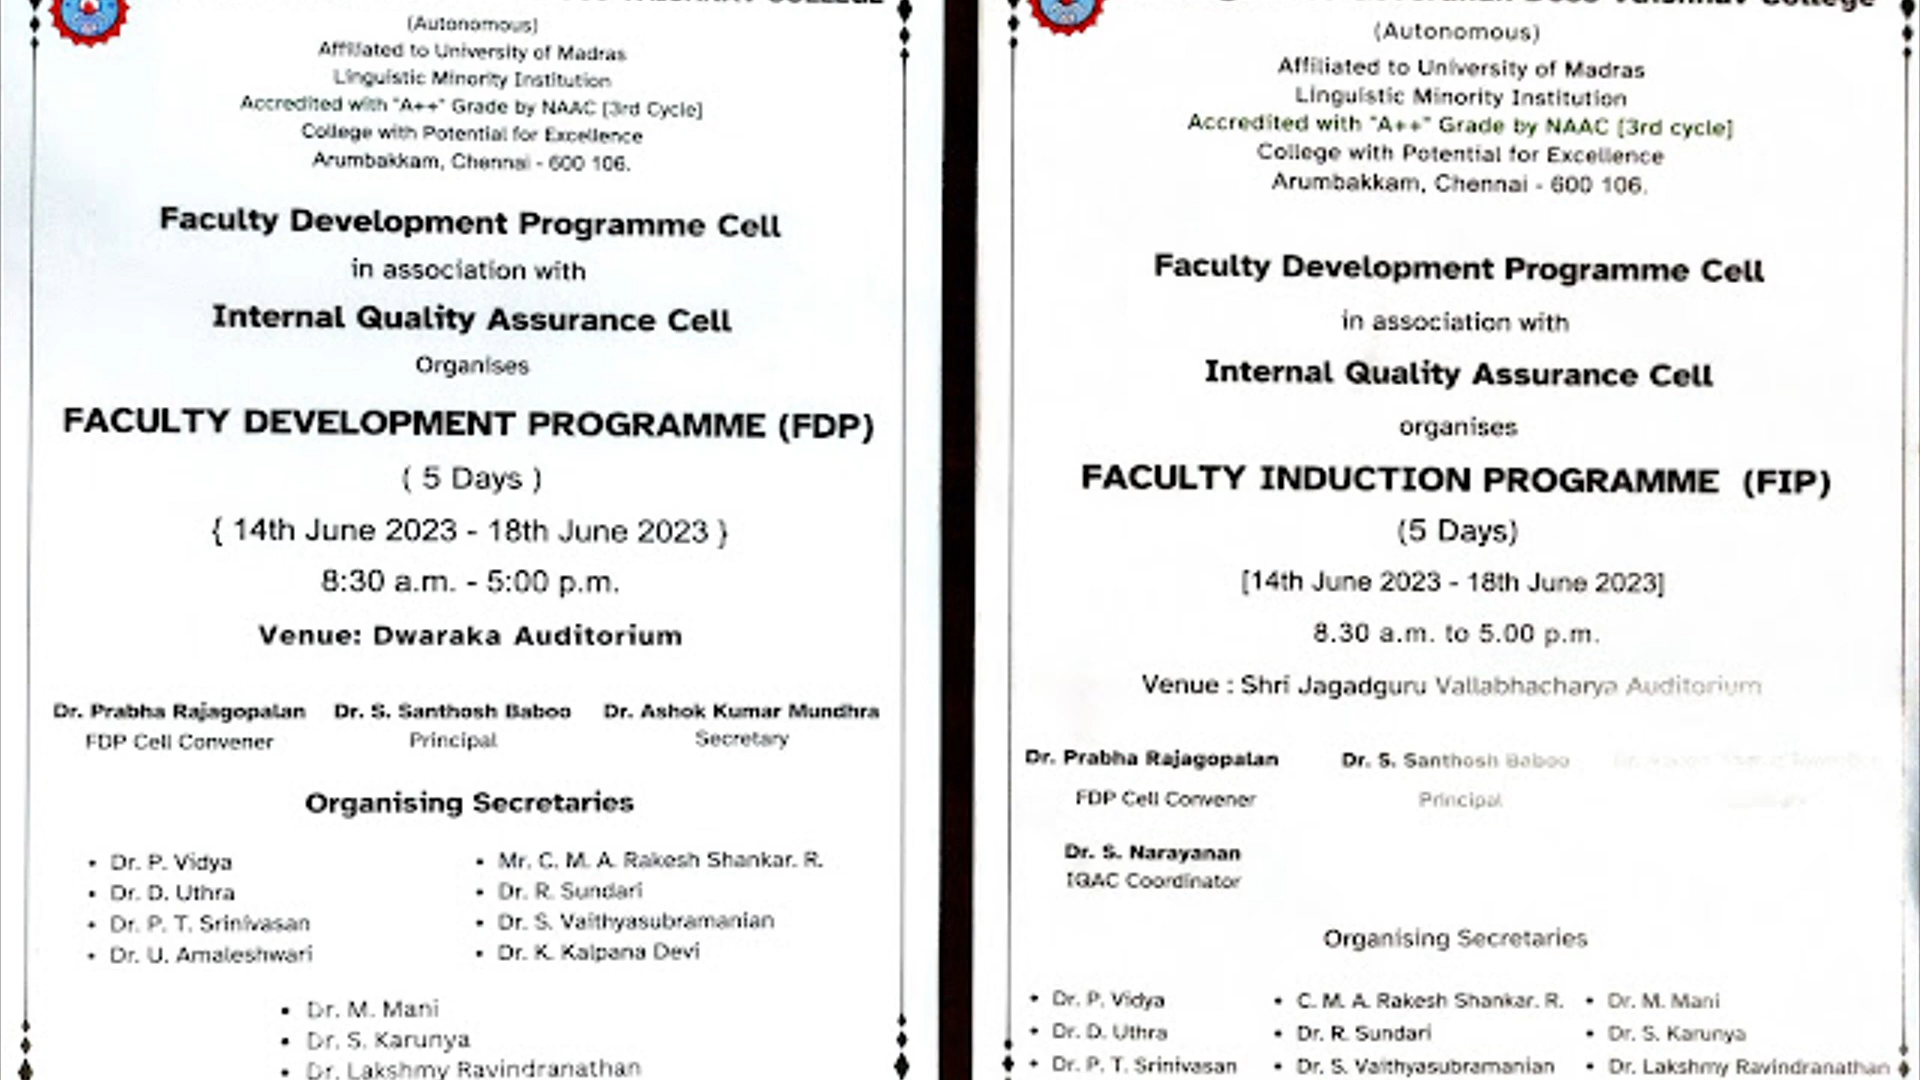 (Autonomous)
Affiliated to University of Madras
Linguistic Minority Institution
Accredited with "A++" Grade by NAAC [3rd Cycle]
College with Potential for Excellence
Arumbakkam, Chennai - 600 106.
Faculty Development Programme Cell
in association with
Internal Quality Assurance Cell
Organises
FACULTY DEVELOPMENT PROGRAMME (FDP)
( 5 Days )
{ 14th June 2023 - 18th June 2023 }
8:30 a.m. - 5:00 p.m.
Venue: Dwaraka Auditorium
Dr. Prabha Rajagopalan Dr. S. Santhosh Baboo Dr. Ashok Kumar Mundhra
FDP Cell Convener Principal Secretary
Organising Secretaries
• Dr. P. Vidya • Mr. C. M. A. Rakesh Shankar. R.
• Dr. D. Uthra • Dr. R. Sundari
• Dr. P. T. Srinivasan • Dr. S. Vaithyasubramanian
• Dr. U. Amaleshwari • Dr. K. Kalpana Devi
• Dr. M. Mani
• Dr. S. Karunya
• Dr. Lakshmy Ravindranathan
Doss Vaishnav College
(Autonomous)
Affiliated to University of Madras
Linguistic Minority Institution
Accredited with "A++" Grade by NAAC [3rd cycle]
College with Potential for Excellence
Arumbakkam, Chennai - 600 106.
Faculty Development Programme Cell
in association with
Internal Quality Assurance Cell
organises
FACULTY INDUCTION PROGRAMME (FIP)
(5 Days)
[14th June 2023 - 18th June 2023]
8.30 a.m. to 5.00 p.m.
Venue : Shri Jagadguru Vallabhacharya Auditorium
Dr. Prabha Rajagopalan Dr. S. Santhosh Baboo
FDP Cell Convener Principal
Dr. S. Narayanan
IQAC Coordinator
Organising Secretaries
• Dr. P. Vidya • C. M. A. Rakesh Shankar. R. • Dr. M. Mani
• Dr. D. Uthra • Dr. R. Sundari • Dr. S. Karunya
• Dr. P. T. Srinivasan • Dr. S. Vaithyasubramanian • Dr. Lakshmy Ravindranathan